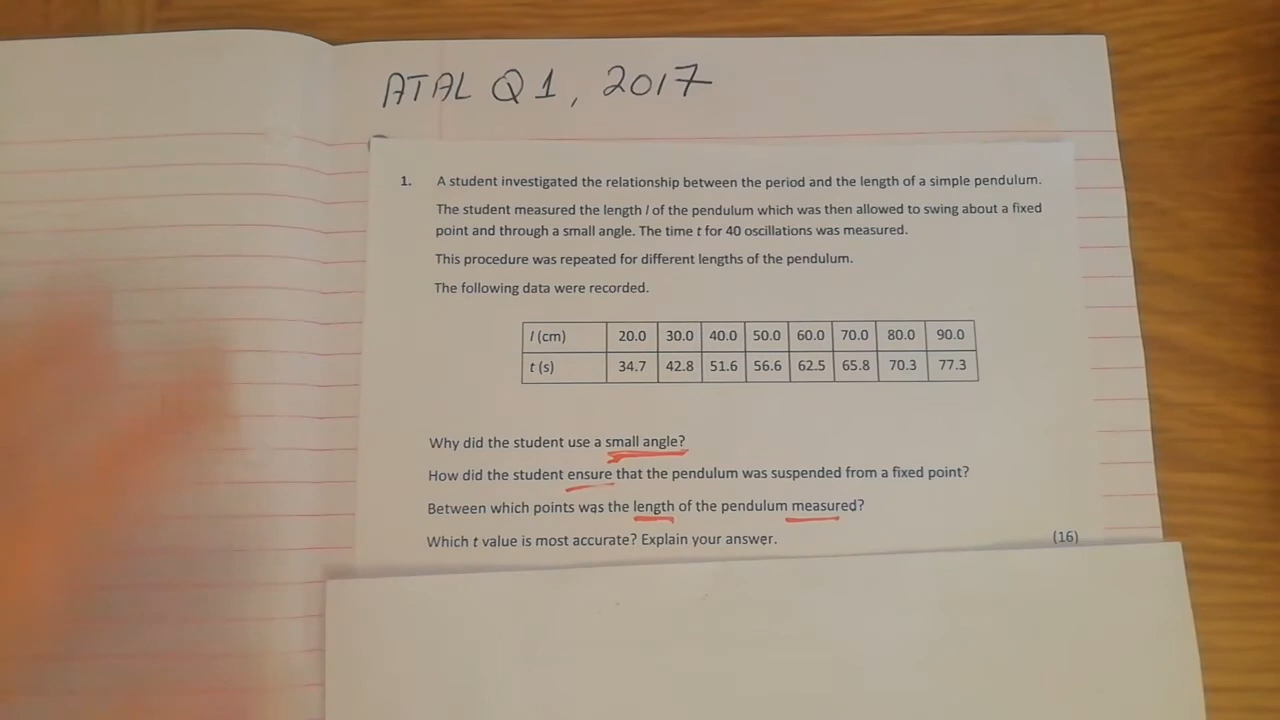 ATAL Q1, 2017
1. A student investigated the relationship between the period and the length of a simple pendulum.
The student measured the length l of the pendulum which was then allowed to swing about a fixed
point and through a small angle. The time t for 40 oscillations was measured.
This procedure was repeated for different lengths of the pendulum.
The following data were recorded.
l (cm) 20.0 30.0 40.0 50.0 60.0 70.0 80.0 90.0
t (s) 34.7 42.8 51.6 56.6 62.5 65.8 70.3 77.3
Why did the student use a small angle?
How did the student ensure that the pendulum was suspended from a fixed point?
Between which points was the length of the pendulum measured?
Which t value is most accurate? Explain your answer. (16)